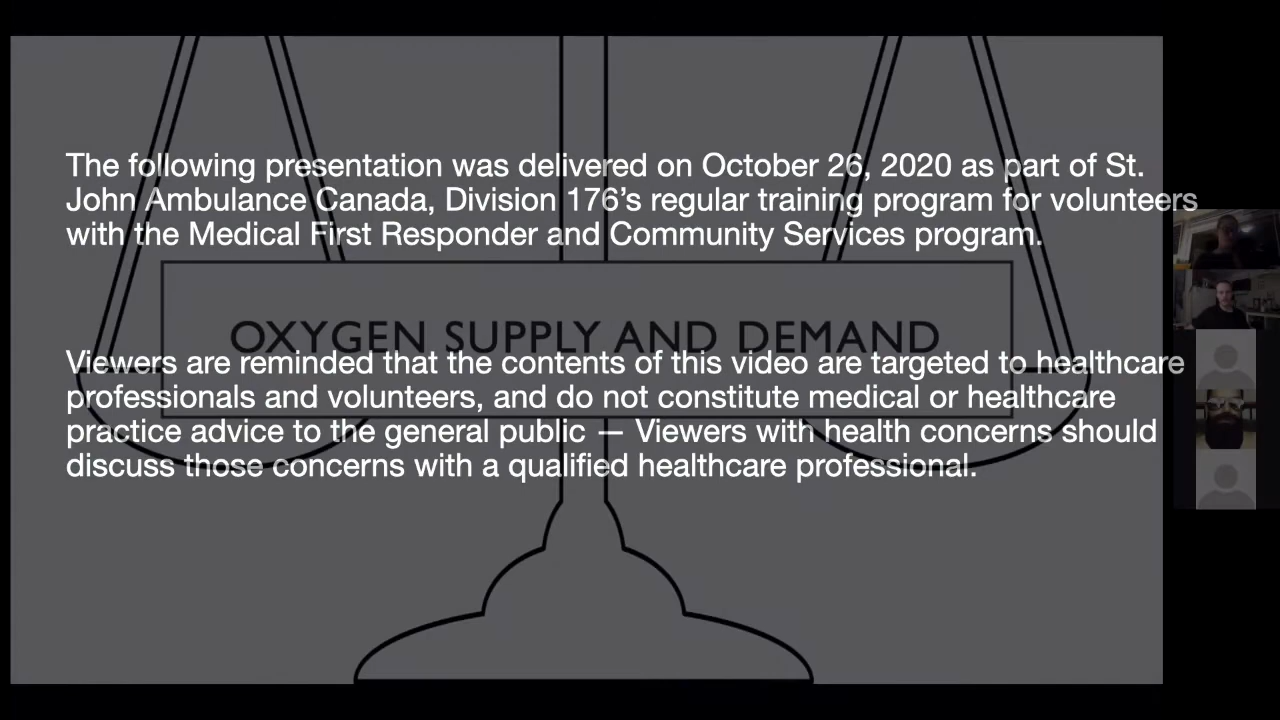 The following presentation was delivered on October 26, 2020 as part of St.
John Ambulance Canada, Division 176’s regular training program for volunteers
with the Medical First Responder and Community Services program.
OXYGEN SUPPLY AND DEMAND
Viewers are reminded that the contents of this video are targeted to healthcare
professionals and volunteers, and do not constitute medical or healthcare
practice advice to the general public — Viewers with health concerns should
discuss those concerns with a qualified healthcare professional.